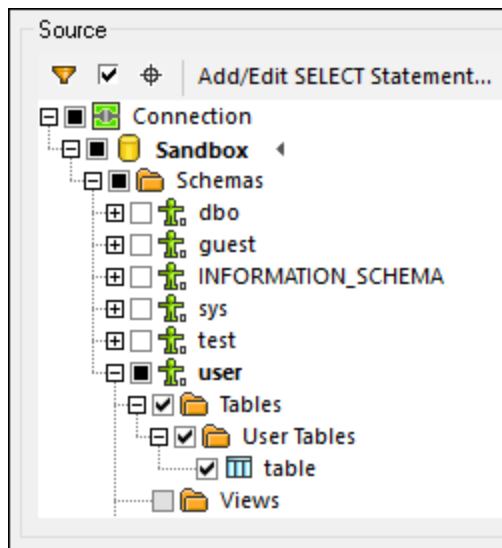 Source
Add/Edit SELECT Statement...
Connection
Sandbox
Schemas
dbo
guest
INFORMATION_SCHEMA
sys
test
user
Tables
User Tables
table
Views